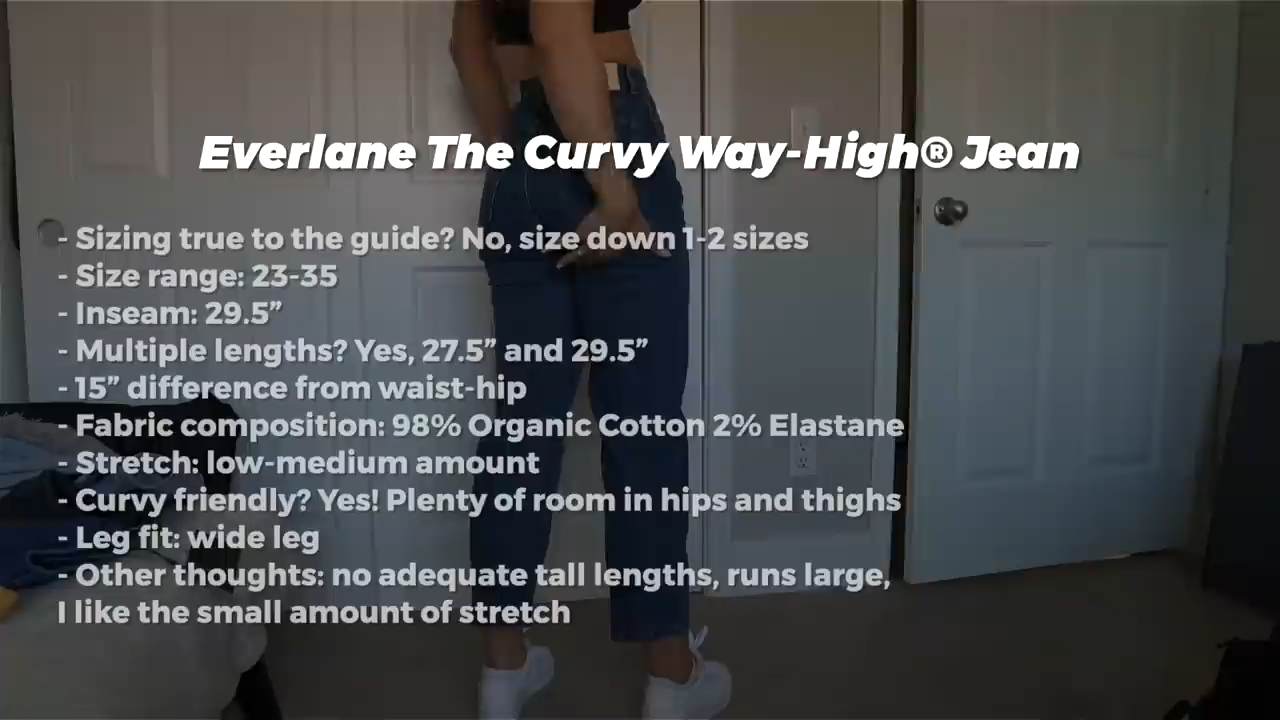 Everlane The Curvy Way-High® Jean
- Sizing true to the guide? No, size down 1-2 sizes
- Size range: 23-35
- Inseam: 29.5”
- Multiple lengths? Yes, 27.5” and 29.5”
- 15” difference from waist-hip
- Fabric composition: 98% Organic Cotton 2% Elastane
- Stretch: low-medium amount
- Curvy friendly? Yes! Plenty of room in hips and thighs
- Leg fit: wide leg
- Other thoughts: no adequate tall lengths, runs large,
I like the small amount of stretch